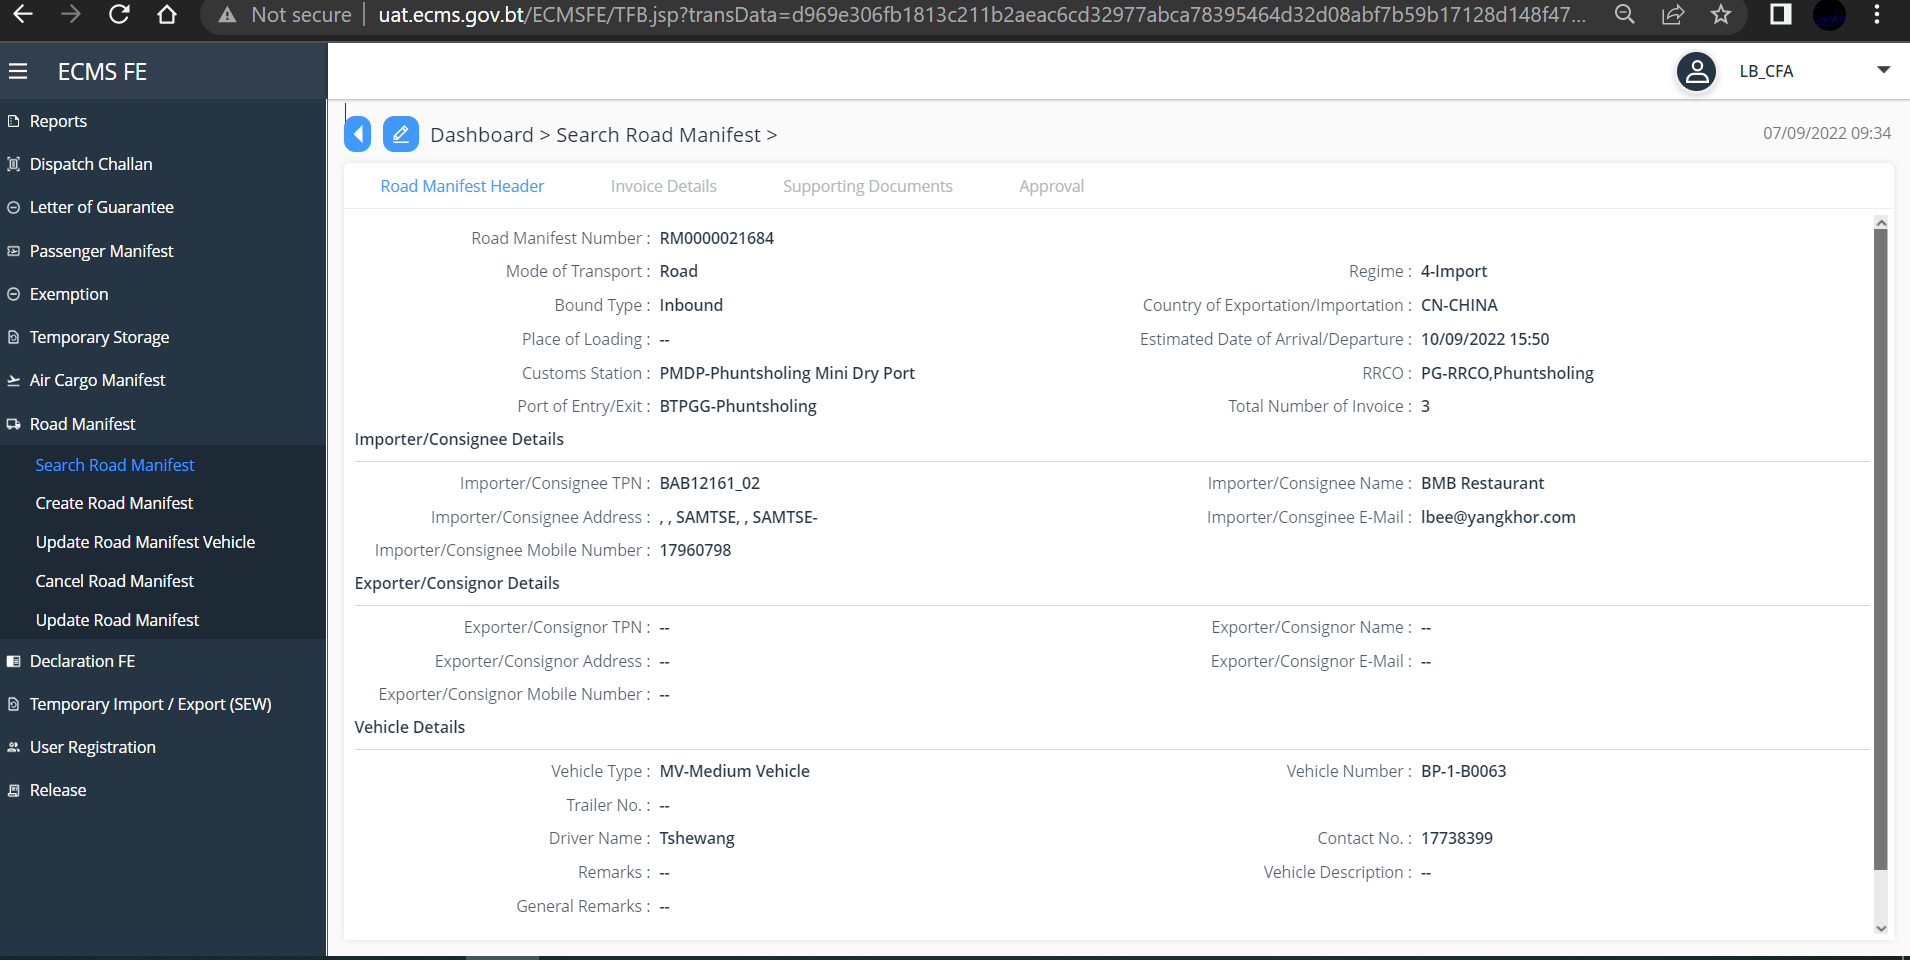 Not secure | uat.ecms.gov.bt/ECMSFE/TFB.jsp?transData=d969e306fb1813c211b2aeac6cd32977abca78395464d32d08abf7b59b17128d148f47...
ECMS FE
LB_CFA
Reports
Dispatch Challan
Letter of Guarantee
Passenger Manifest
Exemption
Temporary Storage
Air Cargo Manifest
Road Manifest
Search Road Manifest
Create Road Manifest
Update Road Manifest Vehicle
Cancel Road Manifest
Update Road Manifest
Declaration FE
Temporary Import / Export (SEW)
User Registration
Release
Dashboard > Search Road Manifest >
07/09/2022 09:34
Road Manifest Header Invoice Details Supporting Documents Approval
Road Manifest Number : RM0000021684
Mode of Transport : Road Regime : 4-Import
Bound Type : Inbound Country of Exportation/Importation : CN-CHINA
Place of Loading : -- Estimated Date of Arrival/Departure : 10/09/2022 15:50
Customs Station : PMDP-Phuntsholing Mini Dry Port RRCO : PG-RRCO,Phuntsholing
Port of Entry/Exit : BTPGG-Phuntsholing Total Number of Invoice : 3
Importer/Consignee Details
Importer/Consignee TPN : BAB12161_02 Importer/Consignee Name : BMB Restaurant
Importer/Consignee Address : , , SAMTSE, , SAMTSE- Importer/Consginee E-Mail : lbee@yangkhor.com
Importer/Consignee Mobile Number : 17960798
Exporter/Consignor Details
Exporter/Consignor TPN : -- Exporter/Consignor Name : --
Exporter/Consignor Address : -- Exporter/Consignor E-Mail : --
Exporter/Consignor Mobile Number : --
Vehicle Details
Vehicle Type : MV-Medium Vehicle Vehicle Number : BP-1-B0063
Trailer No. : --
Driver Name : Tshewang Contact No. : 17738399
Remarks : -- Vehicle Description : --
General Remarks : --